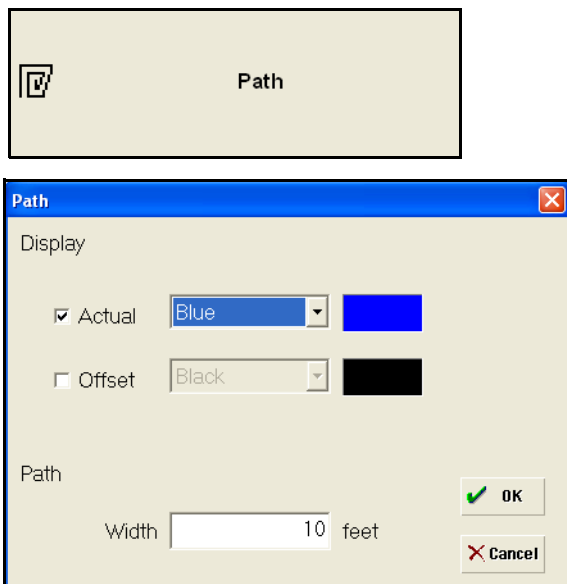 Path
Path
Display
Actual Blue
Offset Black
Path
Width 10 feet
OK
Cancel